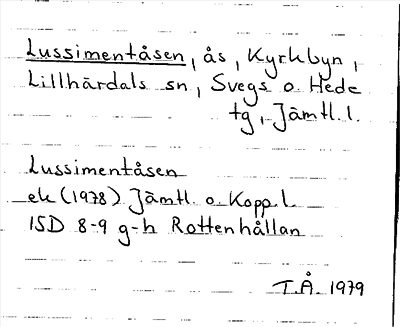 Lussimentåsen, ås, Kyrkbyn,
Lillhärdals sn, Svegs o. Hede
tg, Jämtl. l.
Lussimentåsen
ek (1978) Jämtl. o. Kopp. l.
15D 8-9 g-h Rottenhållan
T.Å. 1979